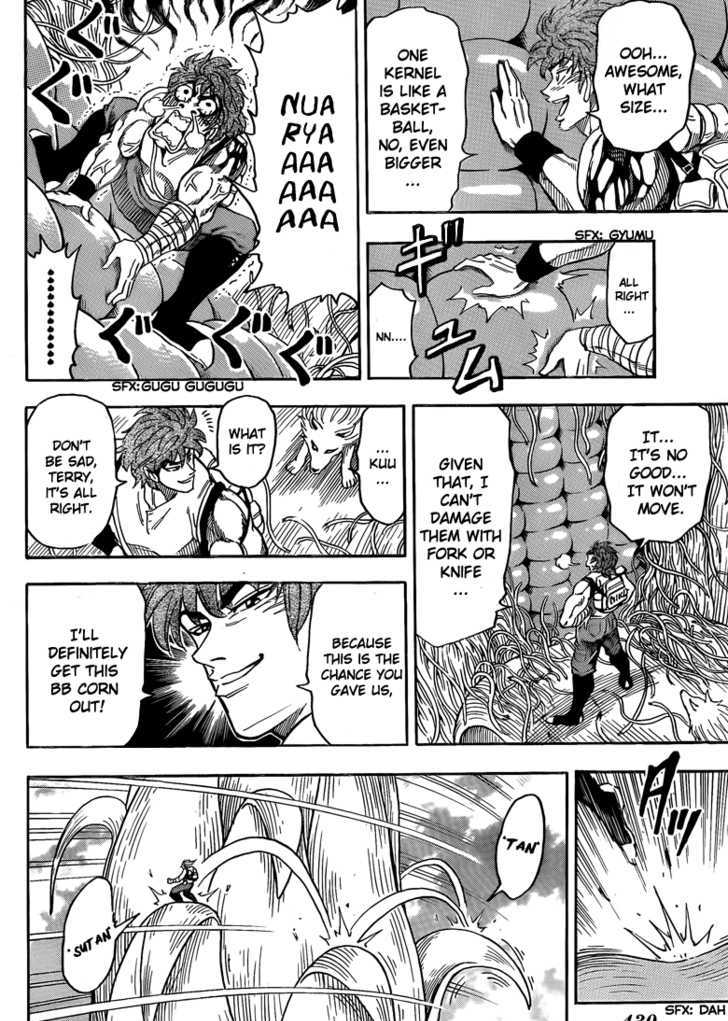 OOH...
AWESOME,
WHAT
SIZE...
ONE
KERNEL
IS LIKE A
BASKET-
BALL,
NO, EVEN
BIGGER
...
SFX: GYUMU
ALL
RIGHT
...
NN....
ギュム
NUA
RYA
AAA
AAA
AAA
ぐぐ
ぐぐぐ
SFX:GUGU GUGUGU
IT...
IT'S NO
GOOD...
IT WON'T
MOVE.
GIVEN
THAT, I
CAN'T
DAMAGE
THEM WITH
FORK OR
KNIFE
...
...
KUU
...
WHAT
IS IT?
DON'T
BE SAD,
TERRY,
IT'S ALL
RIGHT.
BECAUSE
THIS IS THE
CHANCE YOU
GAVE US,
I'LL
DEFINITELY
GET THIS
BB CORN
OUT!
ダッ
SFX: DAH
*TAN*
*SUTAN*